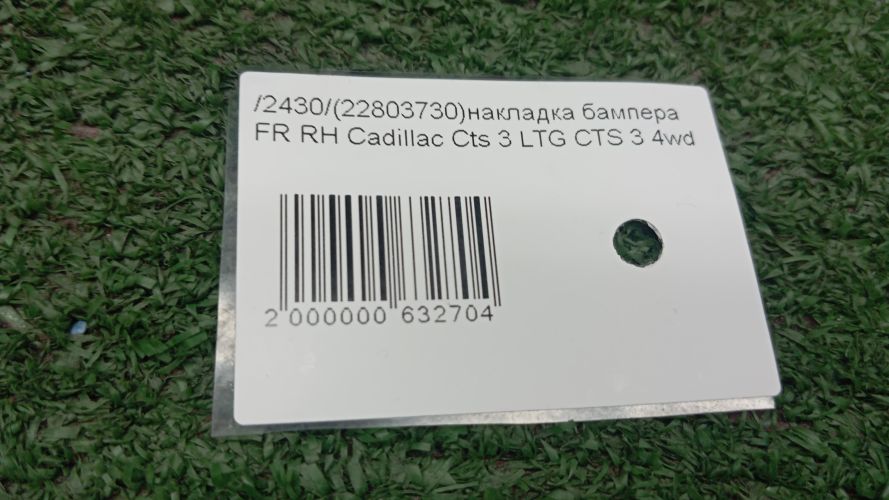 /2430/(22803730)накладка бампера
FR RH Cadillac Cts 3 LTG CTS 3 4wd
2 000000 632704